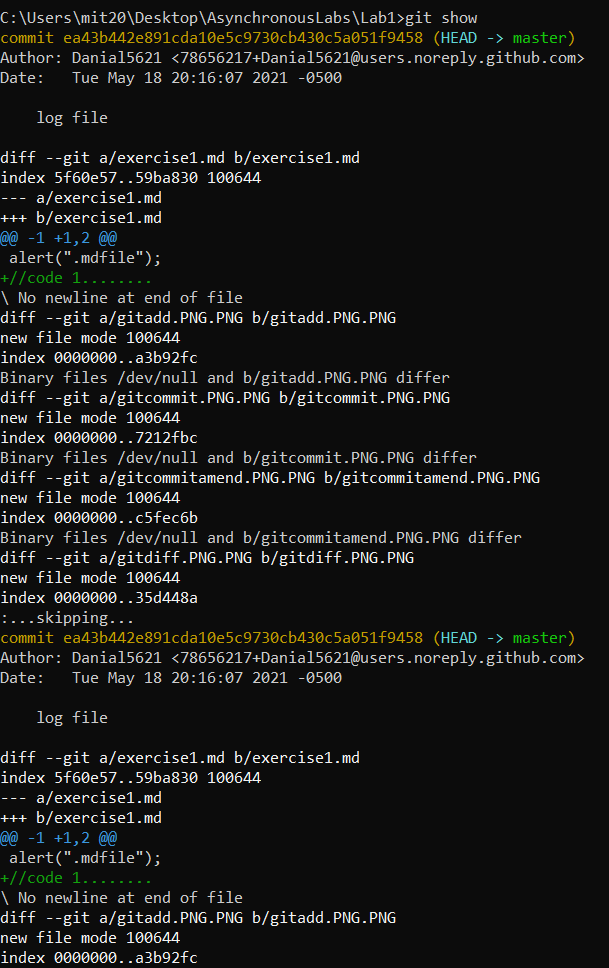 C:\Users\mit20\Desktop\AsynchronousLabs\Lab1>git show
commit ea43b442e891cda10e5c9730cb430c5a051f9458 (HEAD -> master)
Author: Danial5621 <78656217+Danial5621@users.noreply.github.com>
Date:   Tue May 18 20:16:07 2021 -0500

    log file

diff --git a/exercise1.md b/exercise1.md
index 5f60e57..59ba830 100644
--- a/exercise1.md
+++ b/exercise1.md
@@ -1 +1,2 @@
 alert(".mdfile");
+//code 1........
\ No newline at end of file
diff --git a/gitadd.PNG.PNG b/gitadd.PNG.PNG
new file mode 100644
index 0000000..a3b92fc
Binary files /dev/null and b/gitadd.PNG.PNG differ
diff --git a/gitcommit.PNG.PNG b/gitcommit.PNG.PNG
new file mode 100644
index 0000000..7212fbc
Binary files /dev/null and b/gitcommit.PNG.PNG differ
diff --git a/gitcommitamend.PNG.PNG b/gitcommitamend.PNG.PNG
new file mode 100644
index 0000000..c5fec6b
Binary files /dev/null and b/gitcommitamend.PNG.PNG differ
diff --git a/gitdiff.PNG.PNG b/gitdiff.PNG.PNG
new file mode 100644
index 0000000..35d448a
:...skipping...
commit ea43b442e891cda10e5c9730cb430c5a051f9458 (HEAD -> master)
Author: Danial5621 <78656217+Danial5621@users.noreply.github.com>
Date:   Tue May 18 20:16:07 2021 -0500

    log file

diff --git a/exercise1.md b/exercise1.md
index 5f60e57..59ba830 100644
--- a/exercise1.md
+++ b/exercise1.md
@@ -1 +1,2 @@
 alert(".mdfile");
+//code 1........
\ No newline at end of file
diff --git a/gitadd.PNG.PNG b/gitadd.PNG.PNG
new file mode 100644
index 0000000..a3b92fc